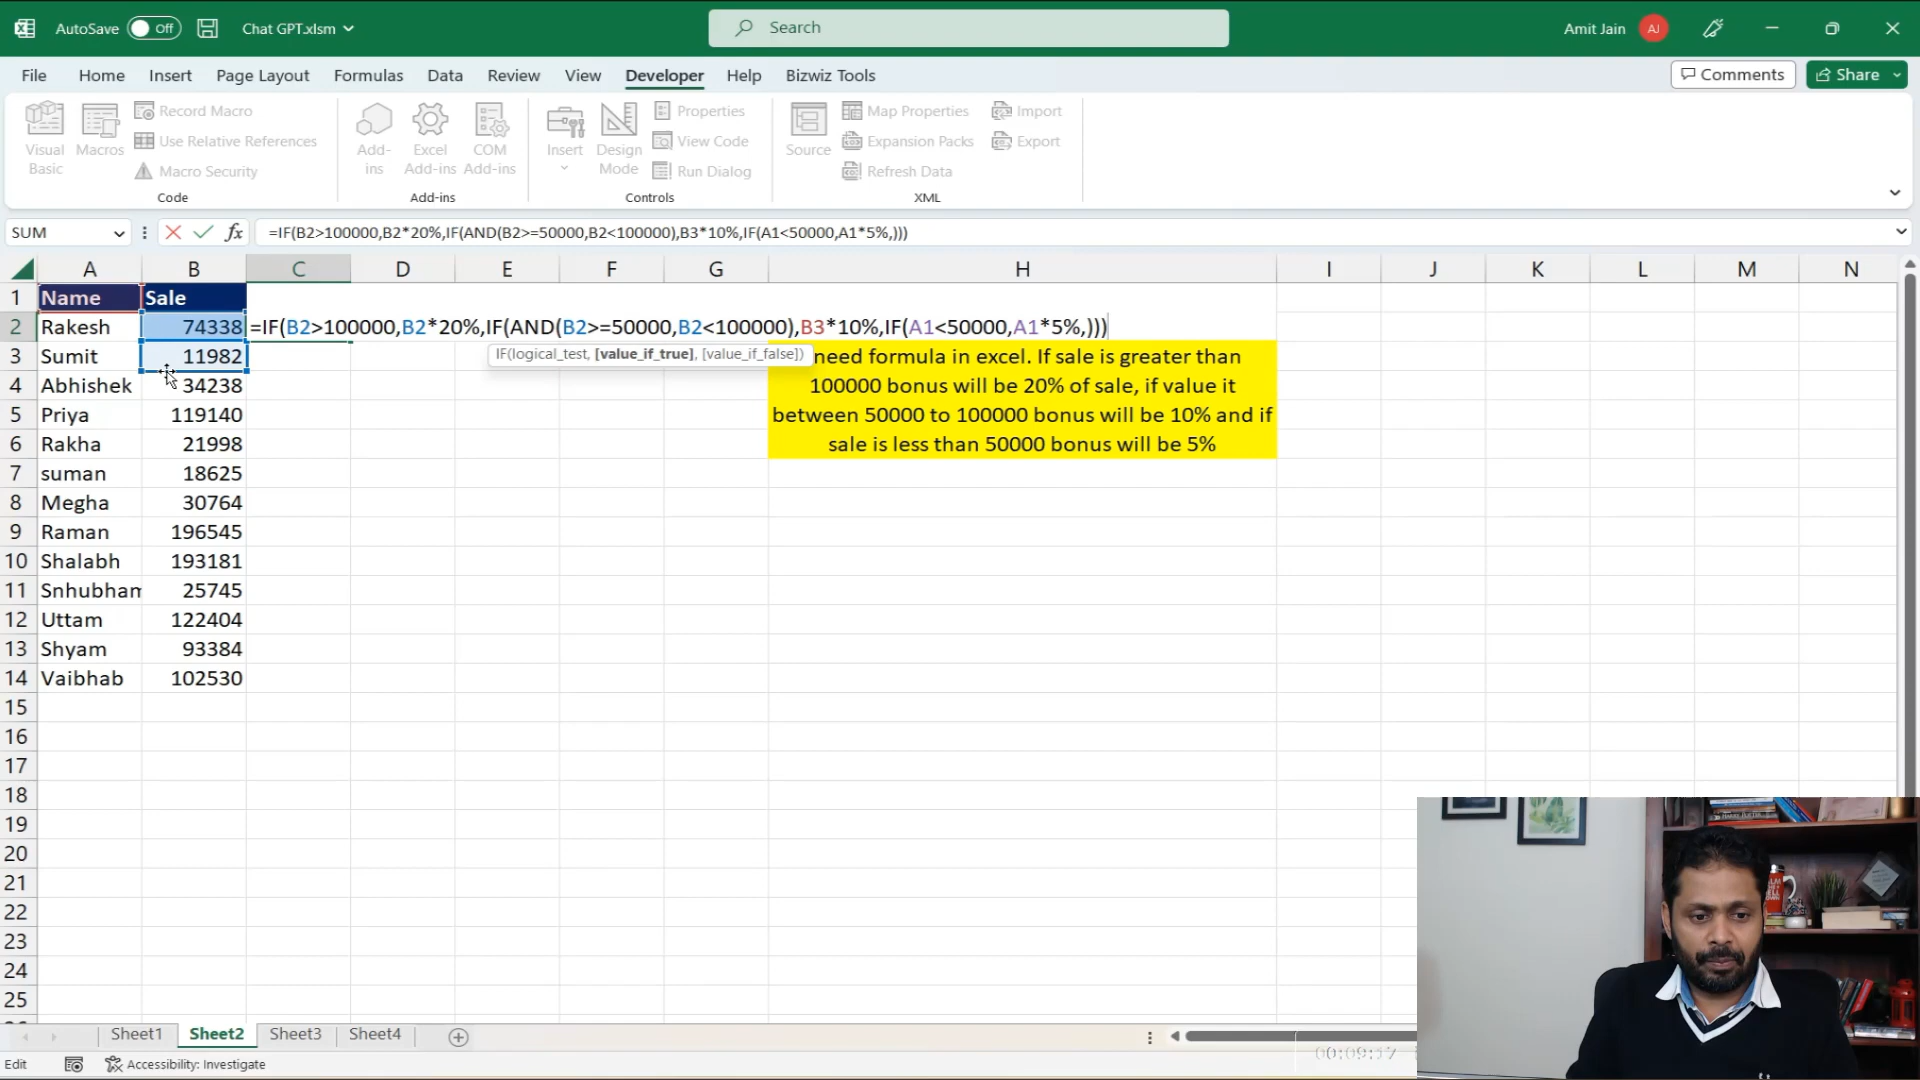 AutoSave Off Chat GPT.xlsm Search Amit Jain AJ
File Home Insert Page Layout Formulas Data Review View Developer Help Bizwiz Tools Comments Share
Visual Basic
Macros
Record Macro
Use Relative References
Macro Security
Code
Add-ins
Excel Add-ins
COM Add-ins
Add-ins
Insert
Design Mode
Properties
View Code
Run Dialog
Controls
Source
Map Properties
Expansion Packs
Refresh Data
Import
Export
XML
SUM fx =IF(B2>100000,B2*20%,IF(AND(B2>=50000,B2<100000),B3*10%,IF(A1<50000,A1*5%,)))
A B C D E F G H I J K L M N
1 Name Sale
2 Rakesh 74338 =IF(B2>100000,B2*20%,IF(AND(B2>=50000,B2<100000),B3*10%,IF(A1<50000,A1*5%,)))
IF(logical_test, [value_if_true], [value_if_false])
3 Sumit 11982 need formula in excel. If sale is greater than
4 Abhishek 34238 100000 bonus will be 20% of sale, if value it
5 Priya 119140 between 50000 to 100000 bonus will be 10% and if
6 Rakha 21998 sale is less than 50000 bonus will be 5%
7 suman 18625
8 Megha 30764
9 Raman 196545
10 Shalabh 193181
11 Snhubham 25745
12 Uttam 122404
13 Shyam 93384
14 Vaibhab 102530
15
16
17
18
19
20
21
22
23
24
25
Sheet1 Sheet2 Sheet3 Sheet4
Edit Accessibility: Investigate